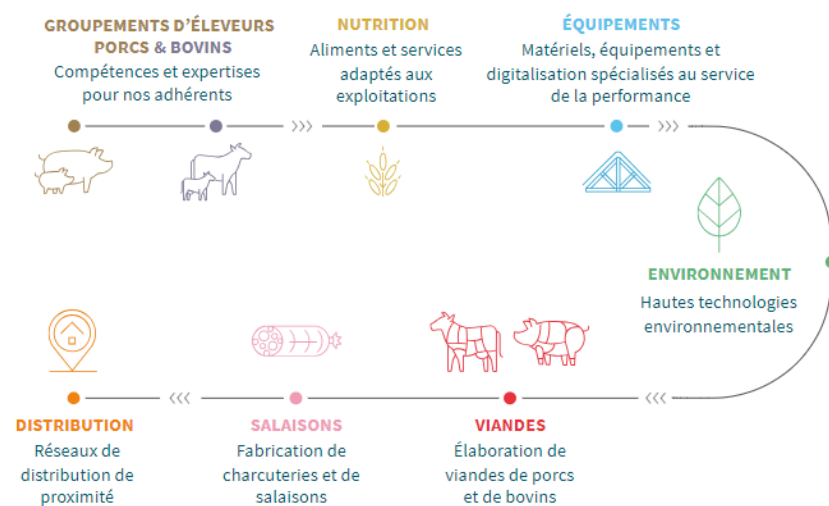 GROUPEMENTS D'ÉLEVEURS
PORCS & BOVINS
Compétences et expertises
pour nos adhérents
NUTRITION
Aliments et services
adaptés aux
exploitations
ÉQUIPEMENTS
Matériels, équipements et
digitalisation spécialisés au service
de la performance
ENVIRONNEMENT
Hautes technologies
environnementales
DISTRIBUTION
Réseaux de
distribution de
proximité
SALAISONS
Fabrication de
charcuteries et de
salaisons
VIANDES
Élaboration de
viandes de porcs
et de bovins